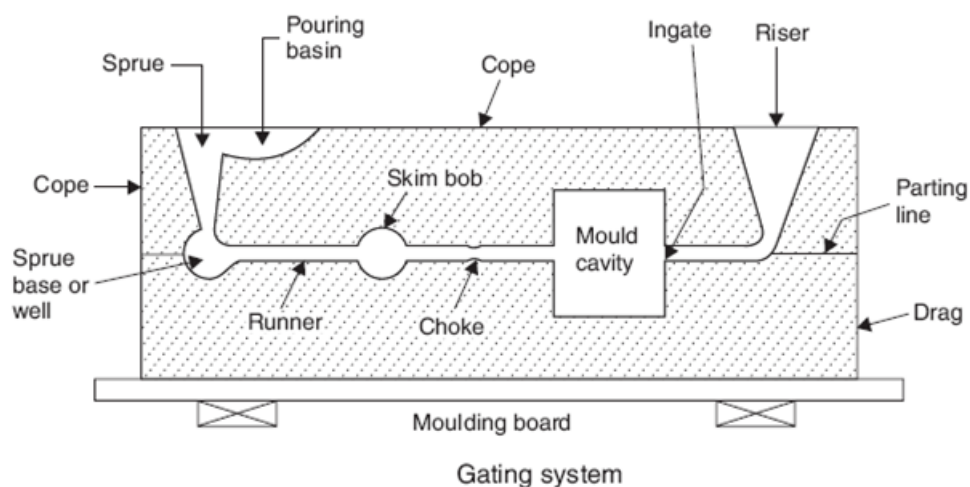 Pouring
basin
Ingate
Riser
Sprue
Cope
Cope
Skim bob
Parting
line
Mould
cavity
Sprue
base or
well
Runner
Choke
Drag
Moulding board
Gating system